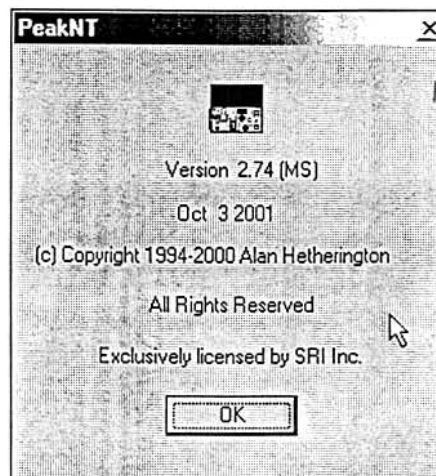 PeakNT
Version 2.74 (MS)
Oct 3 2001
(c) Copyright 1994-2000 Alan Hetherington
All Rights Reserved
Exclusively licensed by SRI Inc.
OK